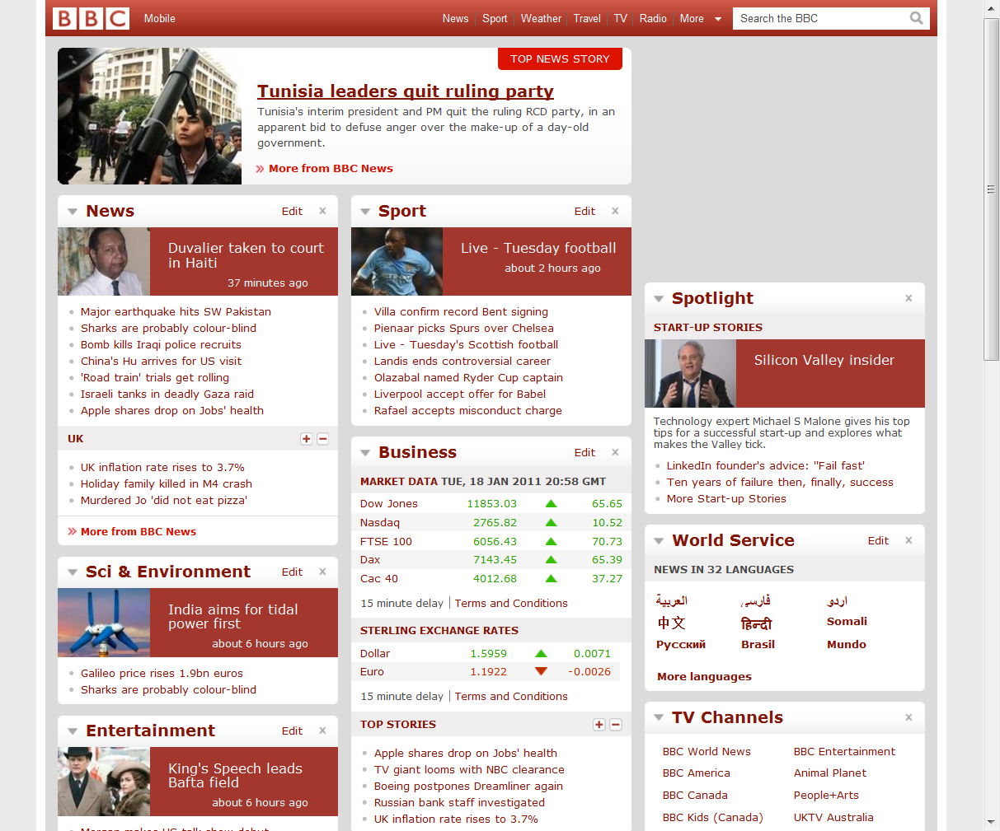 BBC
Mobile
News
Sport
Weather
Travel
TV
Radio
More
Search the BBC
TOP NEWS STORY
Tunisia leaders quit ruling party
Tunisia's interim president and PM quit the ruling RCD party, in an
apparent bid to defuse anger over the make-up of a day-old
government.
More from BBC News
News
Edit
Duvalier taken to court
in Haiti
37 minutes ago
Major earthquake hits SW Pakistan
Sharks are probably colour-blind
Bomb kills Iraqi police recruits
China's Hu arrives for US visit
'Road train' trials get rolling
Israeli tanks in deadly Gaza raid
Apple shares drop on Jobs' health
UK
UK inflation rate rises to 3.7%
Holiday family killed in M4 crash
Murdered Jo 'did not eat pizza'
More from BBC News
Sci & Environment
Edit
India aims for tidal
power first
about 6 hours ago
Galileo price rises 1.9bn euros
Sharks are probably colour-blind
Entertainment
Edit
King's Speech leads
Bafta field
about 6 hours ago
Sport
Edit
Live - Tuesday football
about 2 hours ago
Villa confirm record Bent signing
Pienaar picks Spurs over Chelsea
Live - Tuesday's Scottish football
Landis ends controversial career
Olazabal named Ryder Cup captain
Liverpool accept offer for Babel
Rafael accepts misconduct charge
Business
Edit
MARKET DATA TUE, 18 JAN 2011 20:58 GMT
Dow Jones 11853.03 65.65
Nasdaq 2765.82 10.52
FTSE 100 6056.43 70.73
Dax 7143.45 65.39
Cac 40 4012.68 37.27
15 minute delay | Terms and Conditions
STERLING EXCHANGE RATES
Dollar 1.5959 0.0071
Euro 1.1922 -0.0026
15 minute delay | Terms and Conditions
TOP STORIES
Apple shares drop on Jobs' health
TV giant looms with NBC clearance
Boeing postpones Dreamliner again
Russian bank staff investigated
UK inflation rate rises to 3.7%
Spotlight
START-UP STORIES
Silicon Valley insider
Technology expert Michael S Malone gives his top
tips for a successful start-up and explores what
makes the Valley tick.
LinkedIn founder's advice: "Fail fast'
Ten years of failure then, finally, success
More Start-up Stories
World Service
Edit
NEWS IN 32 LANGUAGES
العربية
فارسی
اردو
中文
हिन्दी
Somali
Русский
Brasil
Mundo
More languages
TV Channels
BBC World News
BBC Entertainment
BBC America
Animal Planet
BBC Canada
People+Arts
BBC Kids (Canada)
UKTV Australia